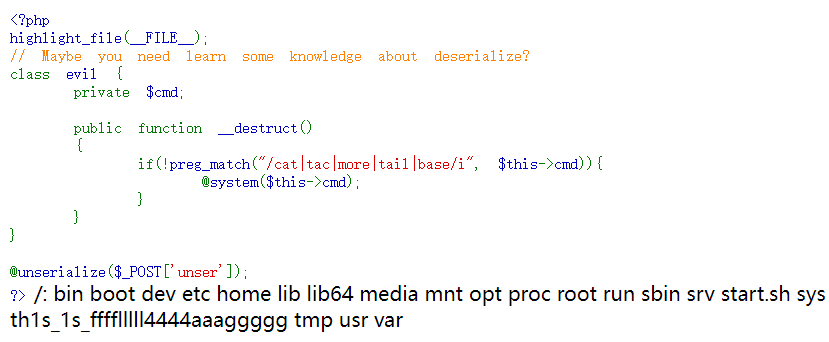 <?php
highlight_file(__FILE__);
// Maybe you need learn some knowledge about deserialize?
class evil {
private $cmd;
public function __destruct()
{
if(!preg_match("/cat|tac|more|tail|base/i", $this->cmd)){
@system($this->cmd);
}
}
}
@unserialize($_POST['unser']);
?> /: bin boot dev etc home lib lib64 media mnt opt proc root run sbin srv start.sh sys
th1s_1s_fffflllll4444aaaggggg tmp usr var